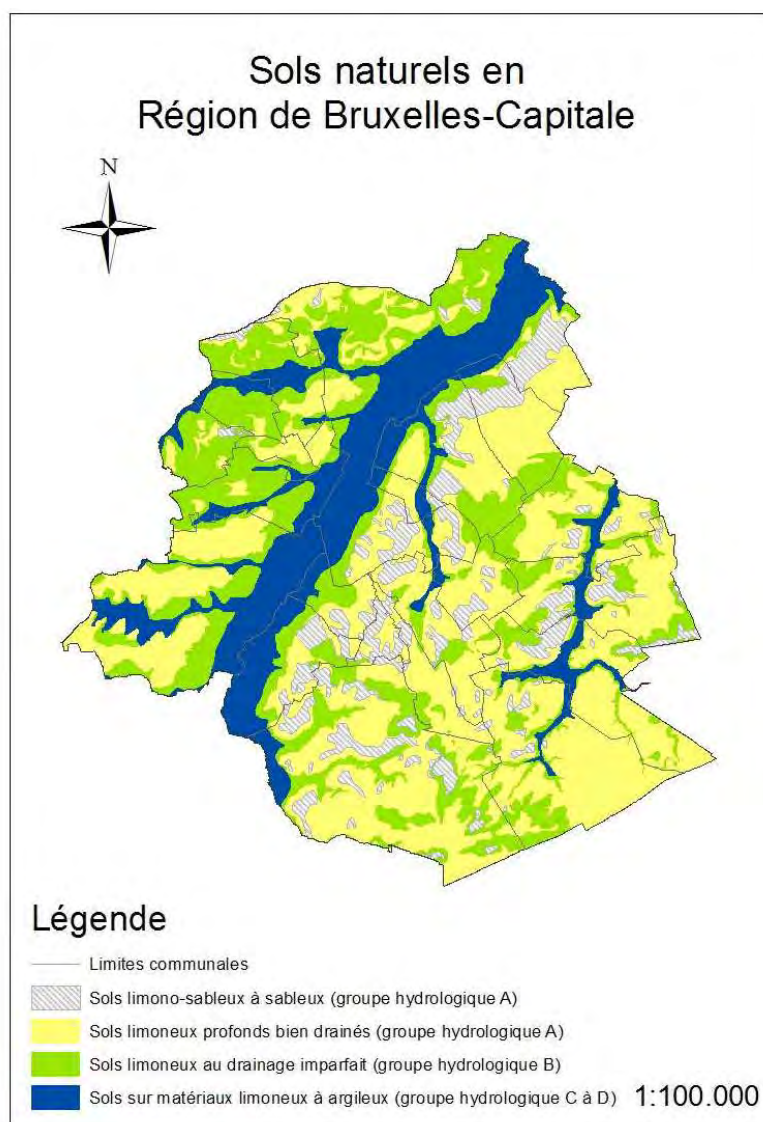 Sols naturels en
Région de Bruxelles-Capitale
N
Légende
Limites communales
Sols limono-sableux à sableux (groupe hydrologique A)
Sols limoneux profonds bien drainés (groupe hydrologique A)
Sols limoneux au drainage imparfait (groupe hydrologique B)
Sols sur matériaux limoneux à argileux (groupe hydrologique C à D) 1:100.000